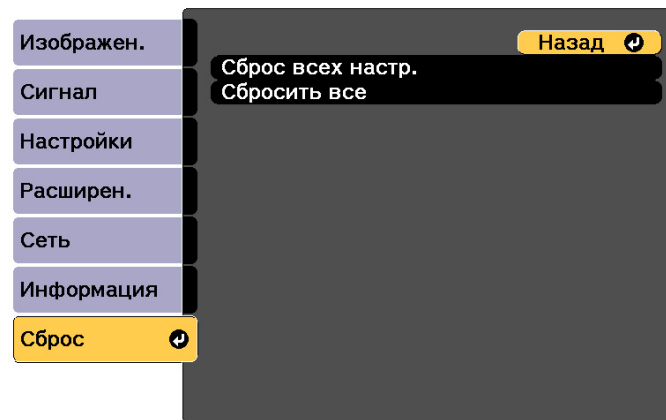 Изображен.
Сигнал
Настройки
Расширен.
Сеть
Информация
Сброс
Назад
Сброс всех настр.
Сбросить все